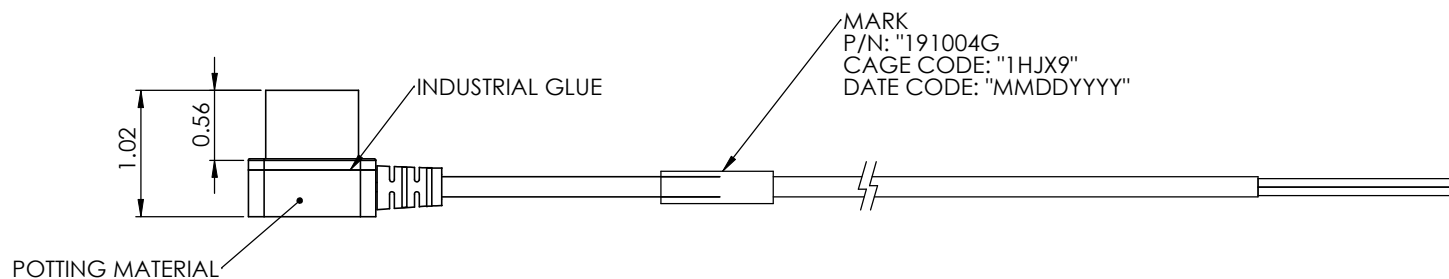 MARK
P/N: "191004G
CAGE CODE: "1HJX9"
DATE CODE: "MMDDYYYY"
INDUSTRIAL GLUE
0.56
1.02
POTTING MATERIAL